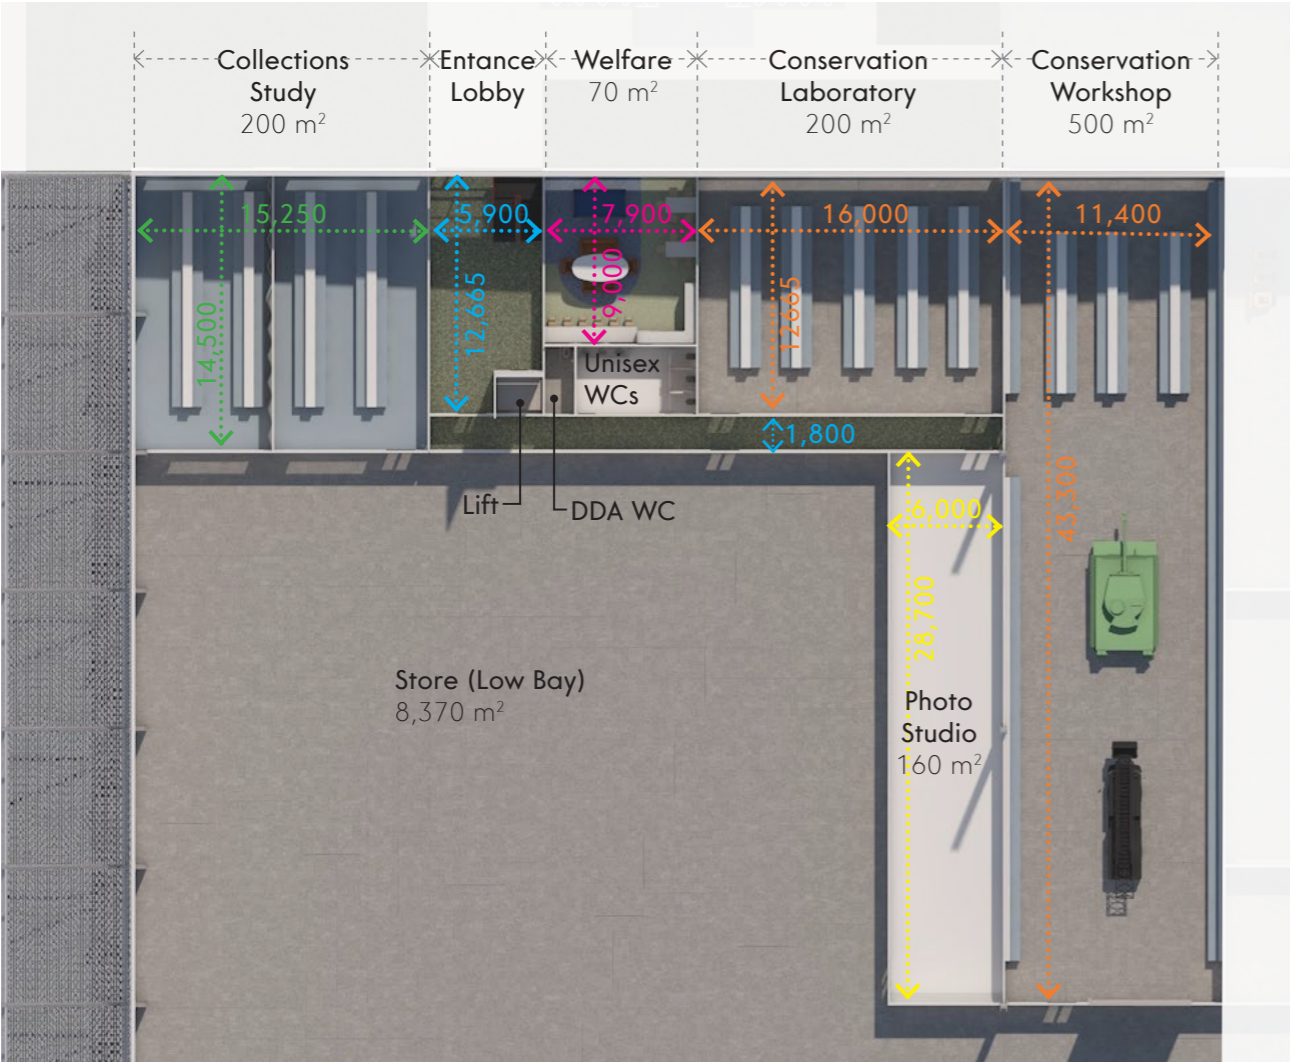 Collections
Study
200 m²
Entance
Lobby
Welfare
70 m²
Conservation
Laboratory
200 m²
Conservation
Workshop
500 m²
15,250
5,900
7,900
16,000
11,400
14,500
12,665
9,000
12665
43,300
Unisex
WCs
1,800
Lift
DDA WC
6,000
28,700
Store (Low Bay)
8,370 m²
Photo
Studio
160 m²